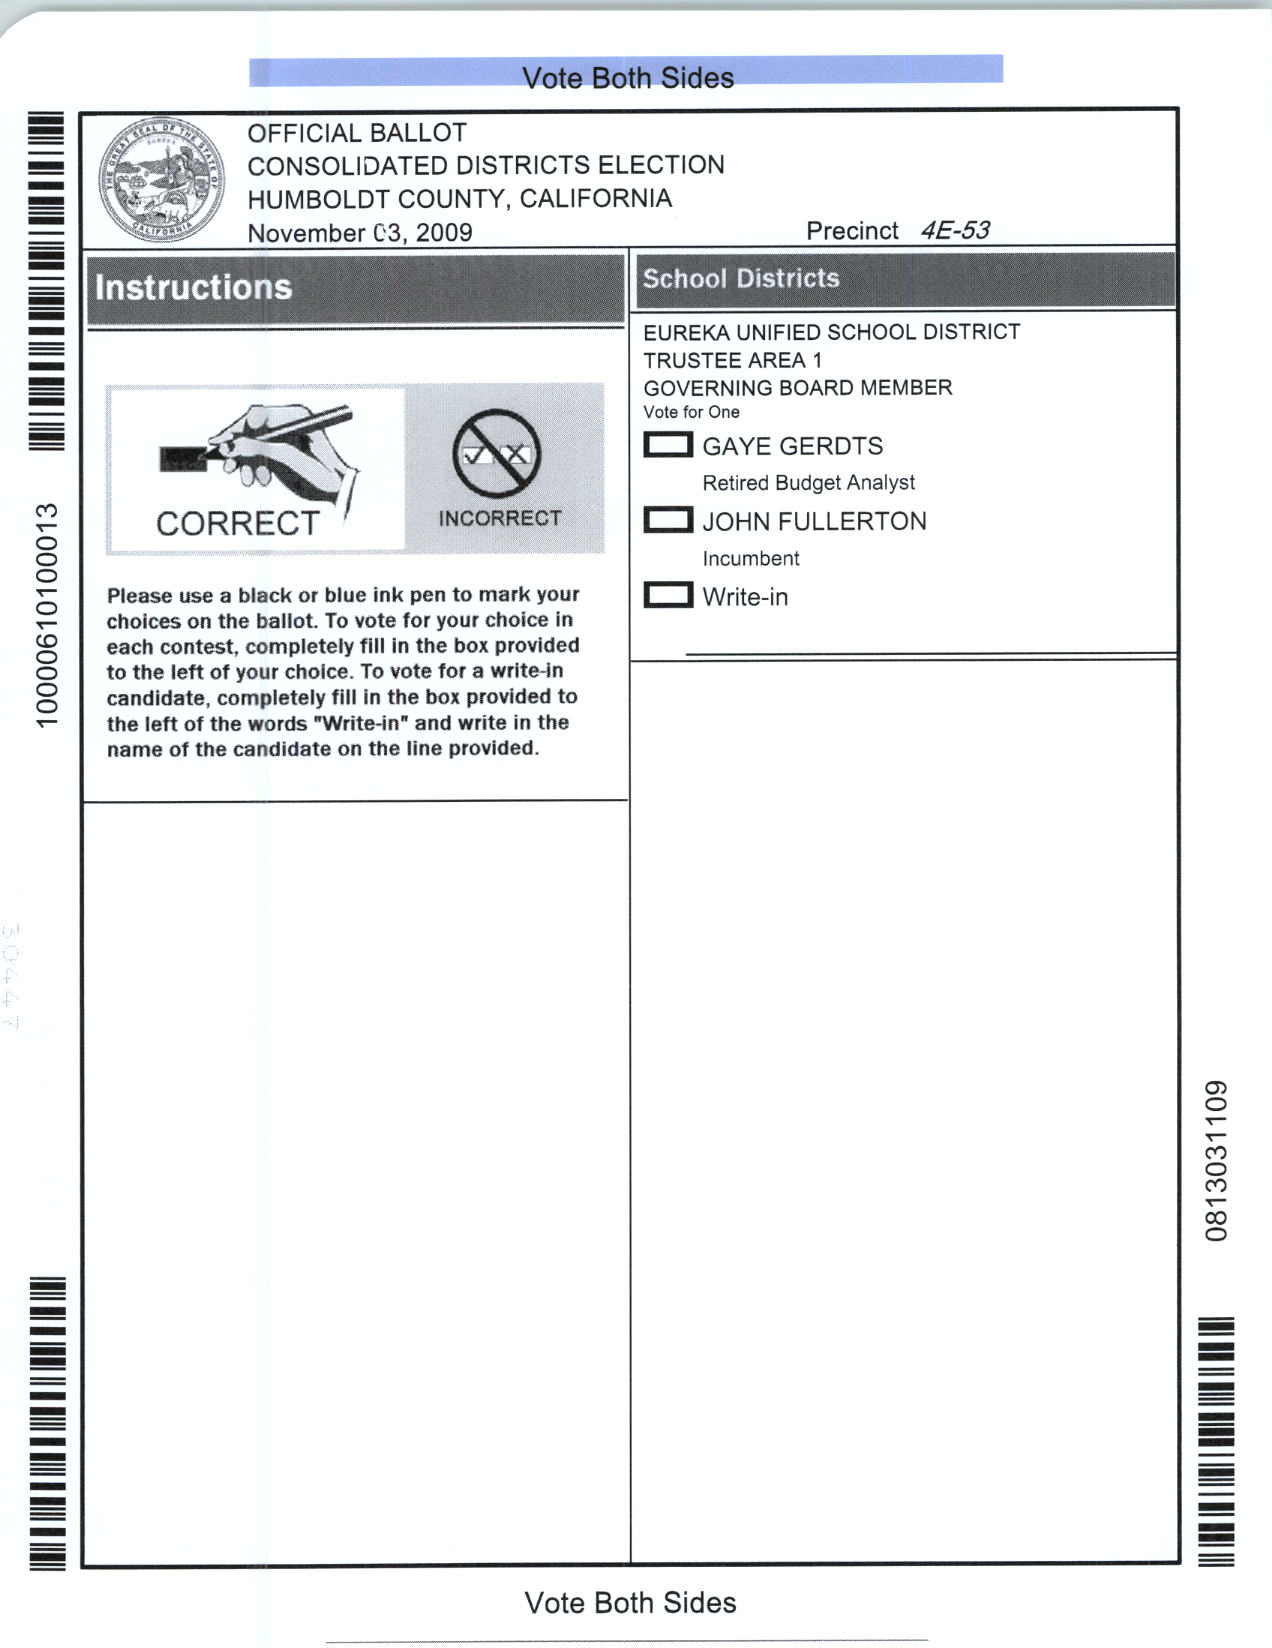 Vote Both Sides
OFFICIAL BALLOT
CONSOLIDATED DISTRICTS ELECTION
HUMBOLDT COUNTY, CALIFORNIA
November 03, 2009
Precinct 4E-53
THE GREAT SEAL OF THE STATE OF CALIFORNIA
EUREKA
Instructions
CORRECT
INCORRECT
Please use a black or blue ink pen to mark your
choices on the ballot. To vote for your choice in
each contest, completely fill in the box provided
to the left of your choice. To vote for a write-in
candidate, completely fill in the box provided to
the left of the words "Write-in" and write in the
name of the candidate on the line provided.
School Districts
EUREKA UNIFIED SCHOOL DISTRICT
TRUSTEE AREA 1
GOVERNING BOARD MEMBER
Vote for One
GAYE GERDTS
Retired Budget Analyst
JOHN FULLERTON
Incumbent
Write-in
10000610100013
30447
0813031109
Vote Both Sides